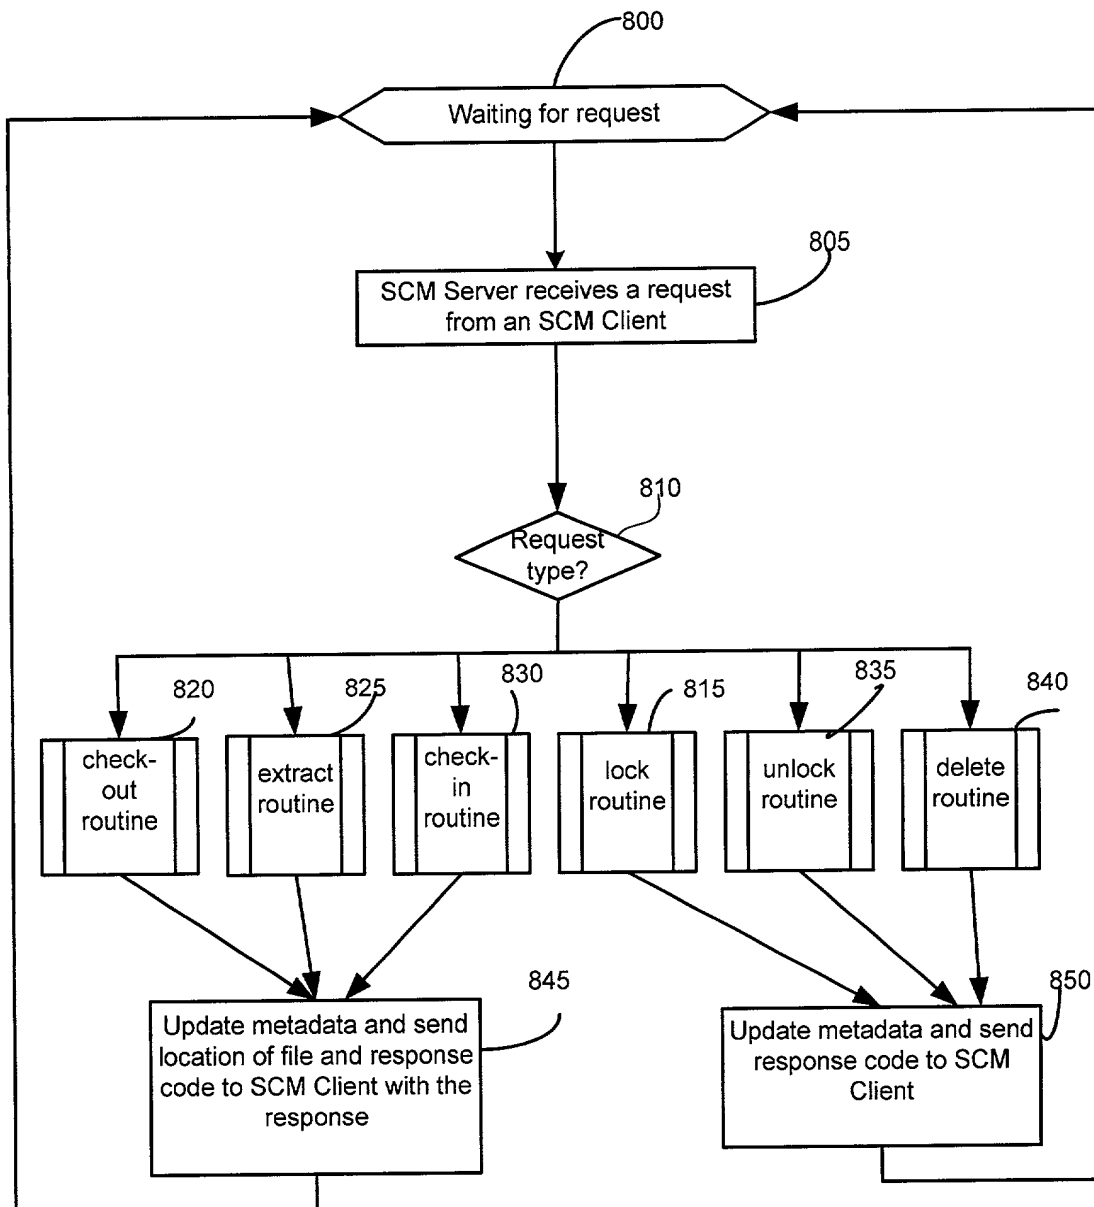 800
Waiting for request
805
SCM Server receives a request
from an SCM Client
810
Request
type?
820
825
830
815
835
840
check-
out
routine
extract
routine
check-
in
routine
lock
routine
unlock
routine
delete
routine
845
850
Update metadata and send
location of file and response
code to SCM Client with the
response
Update metadata and send
response code to SCM
Client